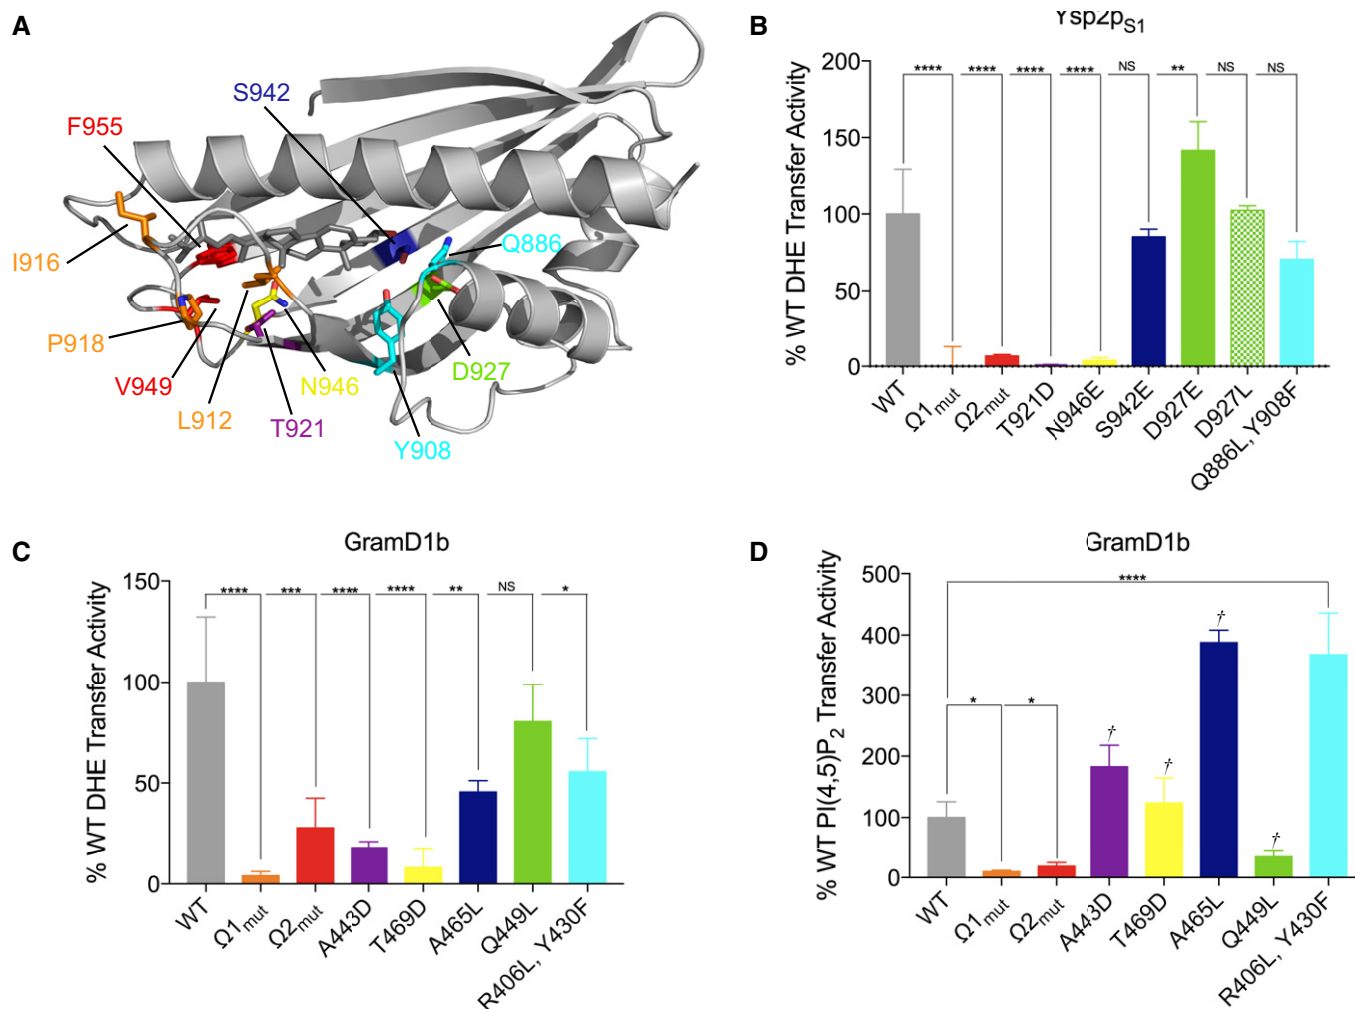 A
S942
F955
I916
Q886
P918
V949
L912
T921
N946
D927
Y908
B
Ysp2pS1
% WT DHE Transfer Activity
200
150
100
50
0
**** **** **** **** NS ** NS NS
WT
Ω1mut
Ω2mut
T921D
N946E
S942E
D927E
D927L
Q886L, Y908F
C
GramD1b
% WT DHE Transfer Activity
150
100
50
0
**** *** **** **** ** NS *
WT
Ω1mut
Ω2mut
A443D
T469D
A465L
Q449L
R406L, Y430F
D
GramD1b
% WT PI(4,5)P2 Transfer Activity
500
400
300
200
100
0
****
* *
† † † †
WT
Ω1mut
Ω2mut
A443D
T469D
A465L
Q449L
R406L, Y430F